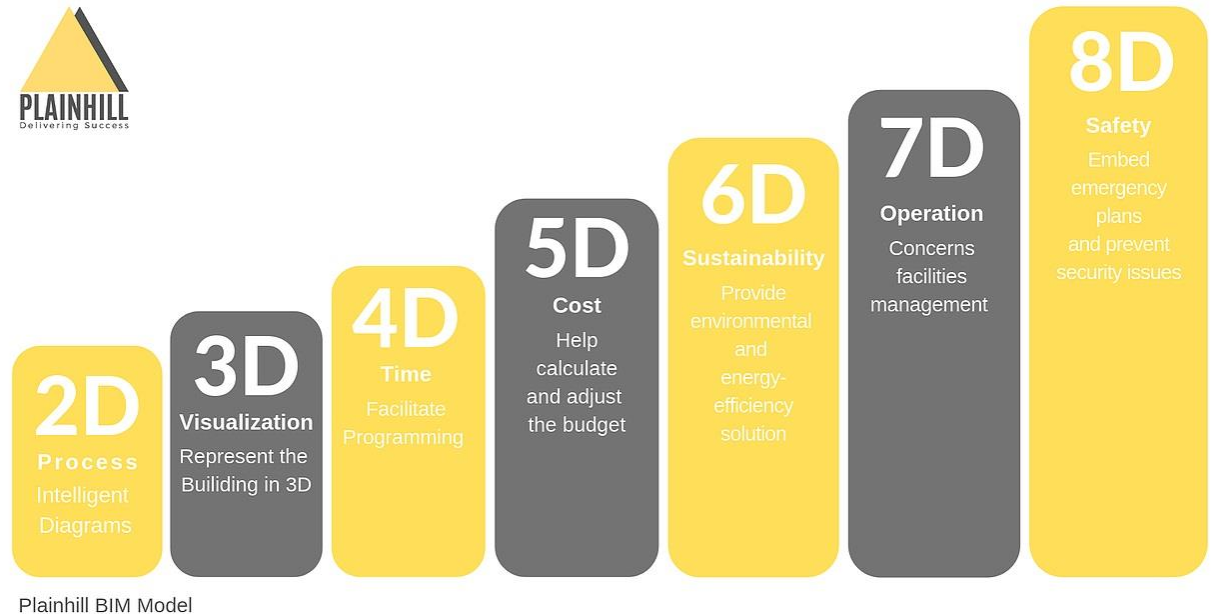 PLAINHILL
Delivering Success
2D
Process
Intelligent
Diagrams
3D
Visualization
Represent the
Builiding in 3D
4D
Time
Facilitate
Programming
5D
Cost
Help
calculate
and adjust
the budget
6D
Sustainability
Provide
environmental
and
energy-
efficiency
solution
7D
Operation
Concerns
facilities
management
8D
Safety
Embed
emergency
plans
and prevent
security issues
Plainhill BIM Model